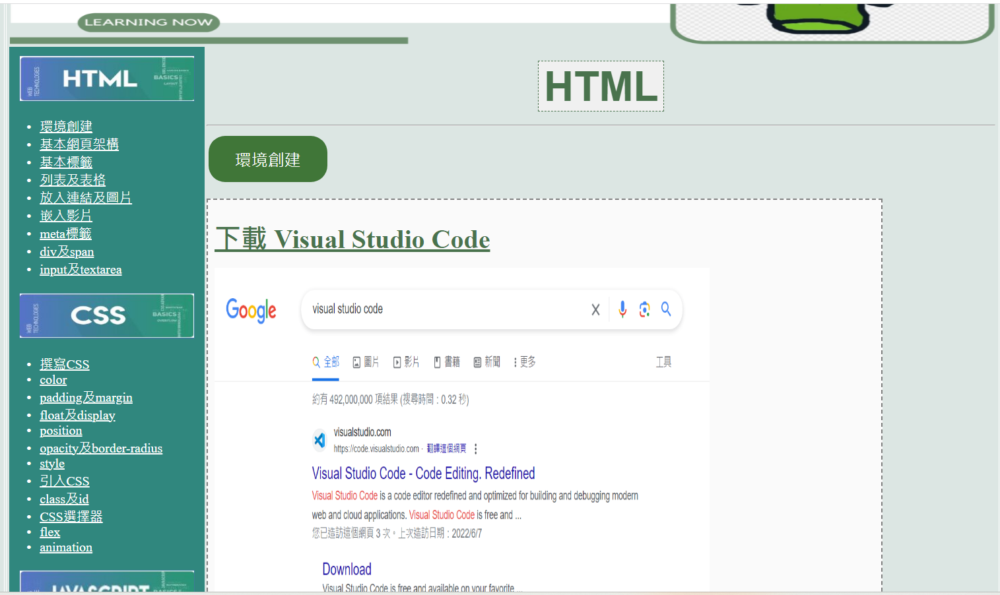 LEARNING NOW
HTML
WEB TECHNOLOGIES
BASICS
LAYOUT
環境創建
基本網頁架構
基本標籤
列表及表格
放入連結及圖片
嵌入影片
meta標籤
div及span
input及textarea
CSS
WEB TECHNOLOGIES
BOOTSTRAP
BASICS
OVERFLOW
撰寫CSS
color
padding及margin
float及display
position
opacity及border-radius
style
引入CSS
class及id
CSS選擇器
flex
animation
JAVASCRIPT
HTML
環境創建
下載 Visual Studio Code
Google
visual studio code
全部 圖片 影片 書籍 新聞 更多 工具
約有 492,000,000 項結果 (搜尋時間：0.32 秒)
visualstudio.com
https://code.visualstudio.com · 翻譯這個網頁
Visual Studio Code - Code Editing. Redefined
Visual Studio Code is a code editor redefined and optimized for building and debugging modern
web and cloud applications. Visual Studio Code is free and ...
您已造訪這個網頁 3 次。上次造訪日期：2022/6/7
Download
Visual Studio Code is free and available on your favorite ...